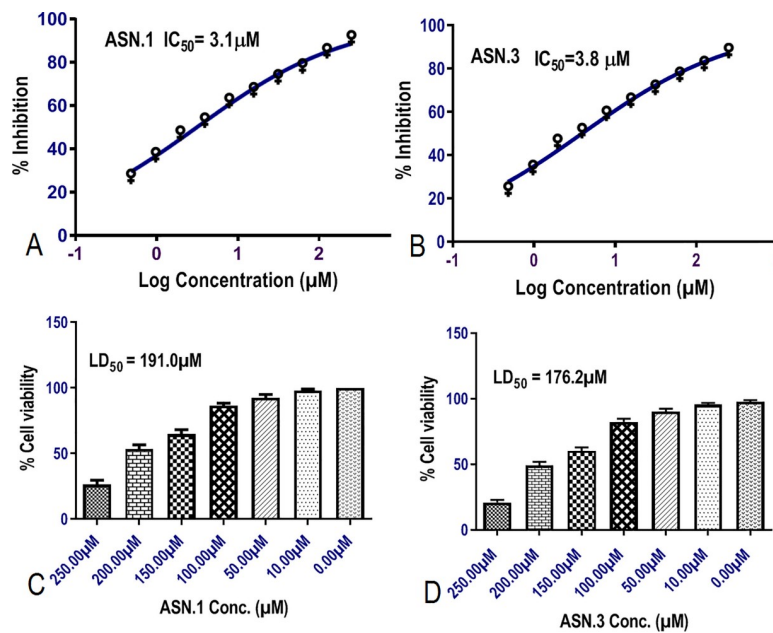 100
80
60
40
20
0
% Inhibition
ASN.1 IC50= 3.1µM
-1
0
1
2
A
Log Concentration (µM)
100
80
60
40
20
0
% Inhibition
ASN.3 IC50=3.8 µM
-1
0
1
2
B
Log Concentration (µM)
150
100
50
0
% Cell viability
LD50 = 191.0µM
250.00µM
200.00µM
150.00µM
100.00µM
50.00µM
10.00µM
0.00µM
C
ASN.1 Conc. (µM)
150
100
50
0
% Cell viability
LD50 = 176.2µM
250.00µM
200.00µM
150.00µM
100.00µM
50.00µM
10.00µM
0.00µM
D
ASN.3 Conc. (µM)